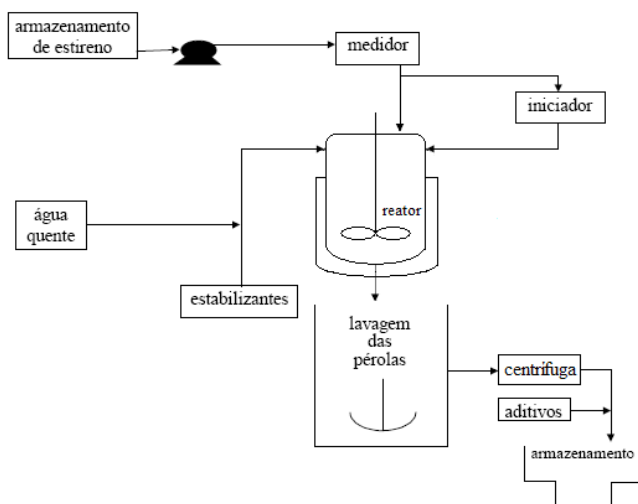 armazenamento
de estireno
medidor
iniciador
reator
água
quente
estabilizantes
lavagem
das
pérolas
centrífuga
aditivos
armazenamento